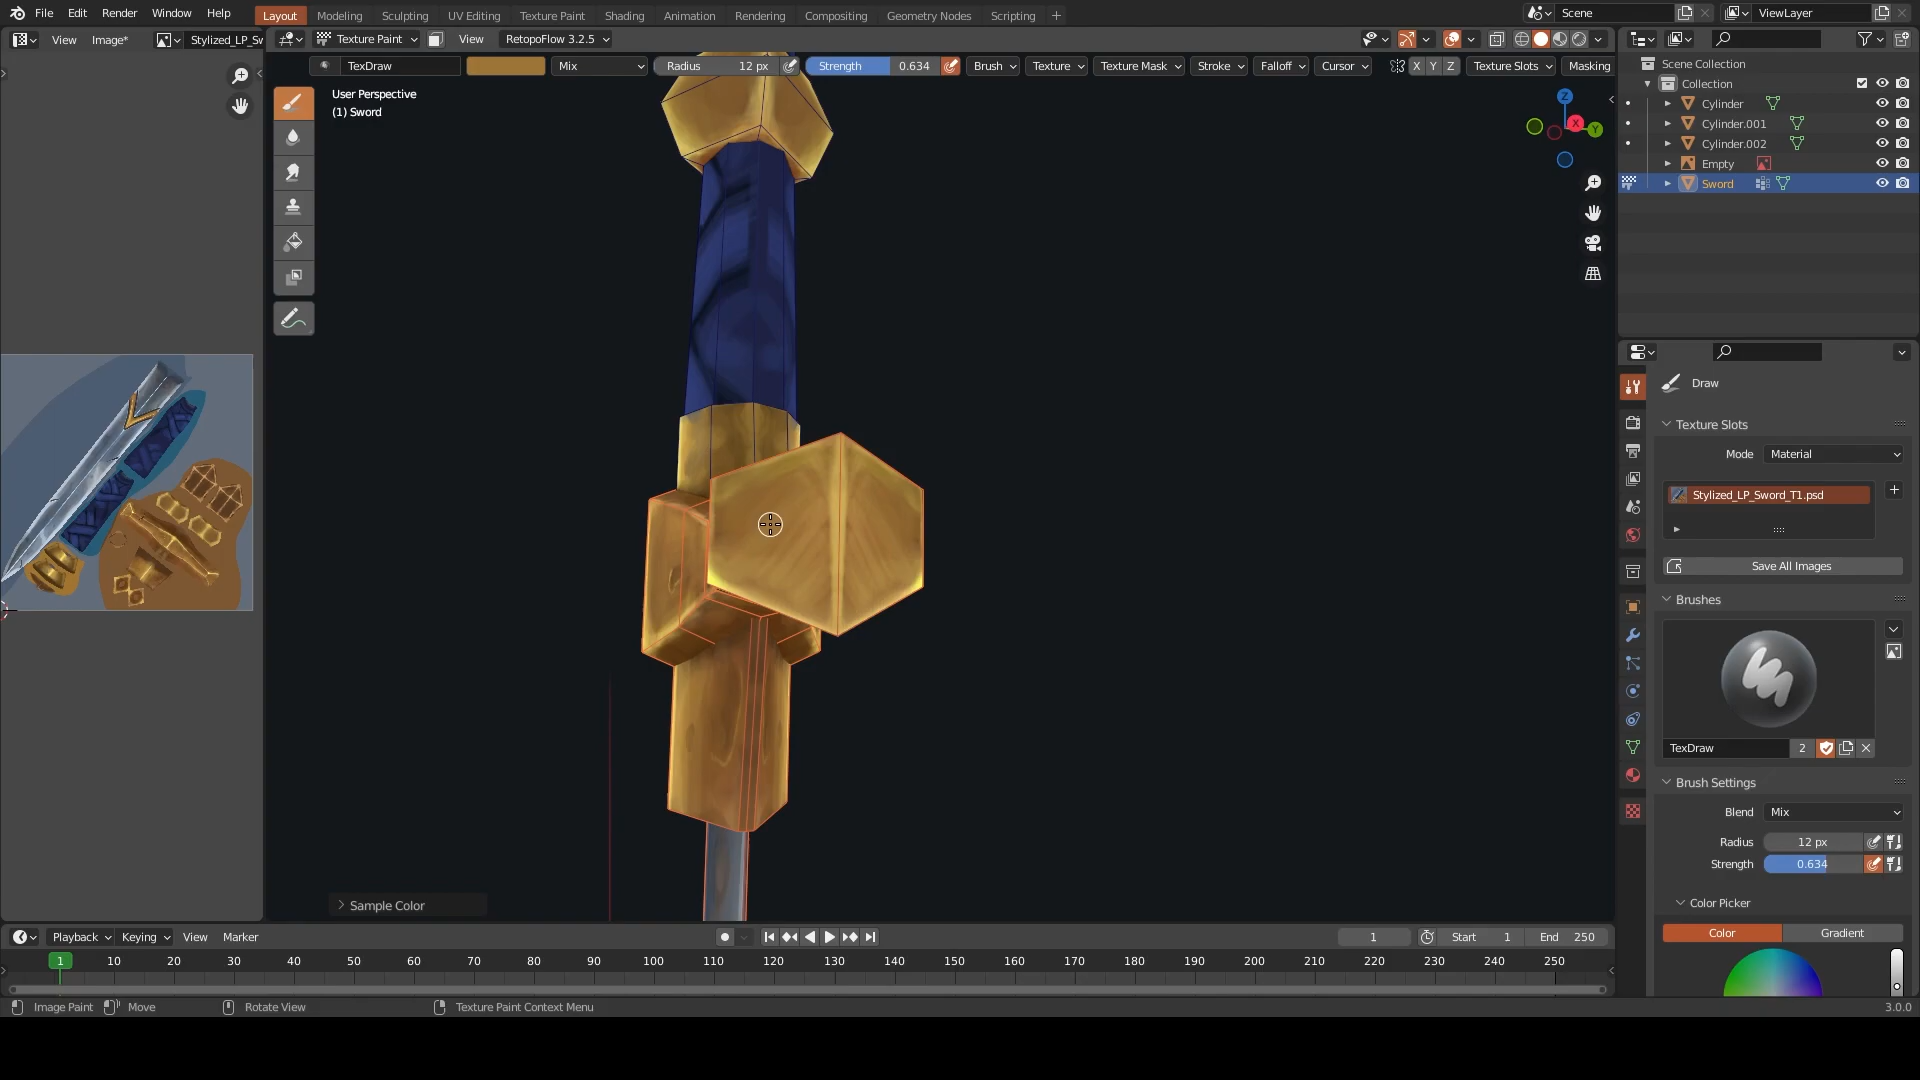 File Edit Render Window Help Layout Modeling Sculpting UV Editing Texture Paint Shading Animation Rendering Compositing Geometry Nodes Scripting + Scene ViewLayer
View Image* Stylized_LP_Sw Texture Paint View RetopoFlow 3.2.5
TexDraw Mix Radius 12 px Strength 0.634 Brush Texture Texture Mask Stroke Falloff Cursor X Y Z Texture Slots Masking
User Perspective
(1) Sword
Z
X
Y
Scene Collection
Collection
Cylinder
Cylinder.001
Cylinder.002
Empty
Sword
Draw
Texture Slots
Mode Material
Stylized_LP_Sword_T1.psd
Save All Images
Brushes
TexDraw 2
Brush Settings
Blend Mix
Radius 12 px
Strength 0.634
Color Picker
Color Gradient
Sample Color
Playback Keying View Marker 1 Start 1 End 250
1 10 20 30 40 50 60 70 80 90 100 110 120 130 140 150 160 170 180 190 200 210 220 230 240 250
Image Paint Move Rotate View Texture Paint Context Menu 3.0.0